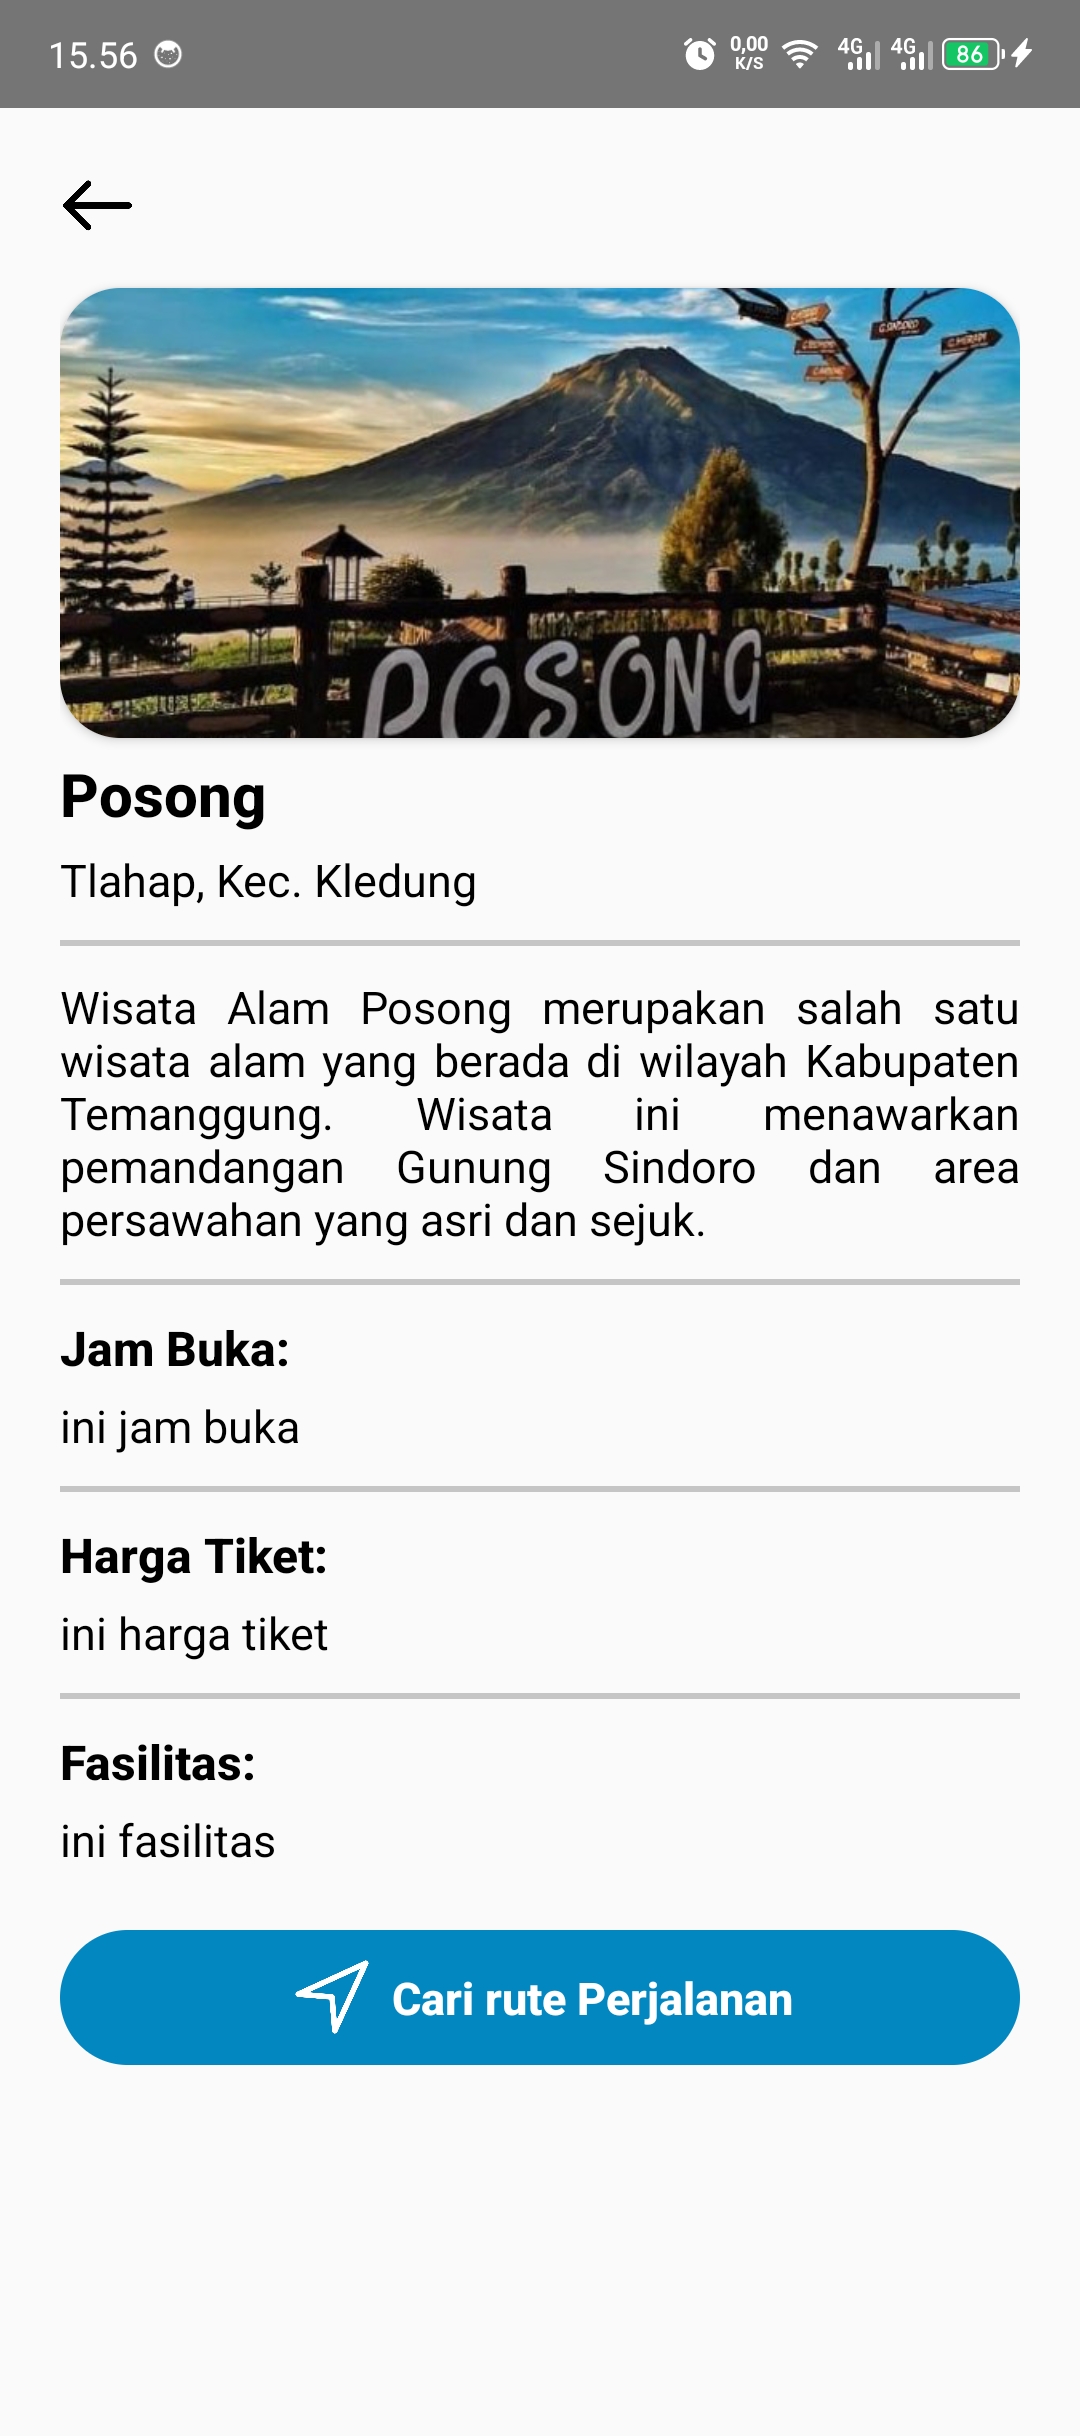 15.56
0,00
K/S
4G
4G
86
G.SINDORO
POSONG
Posong
Tlahap, Kec. Kledung
Wisata Alam Posong merupakan salah satu
wisata alam yang berada di wilayah Kabupaten
Temanggung. Wisata ini menawarkan
pemandangan Gunung Sindoro dan area
persawahan yang asri dan sejuk.
Jam Buka:
ini jam buka
Harga Tiket:
ini harga tiket
Fasilitas:
ini fasilitas
Cari rute Perjalanan